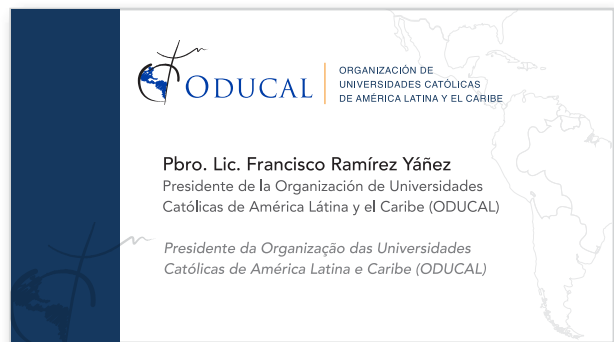 ODUCAL
ORGANIZACIÓN DE
UNIVERSIDADES CATÓLICAS
DE AMÉRICA LATINA Y EL CARIBE
Pbro. Lic. Francisco Ramírez Yáñez
Presidente de la Organización de Universidades
Católicas de América Látina y el Caribe (ODUCAL)
Presidente da Organização das Universidades
Católicas de América Latina e Caribe (ODUCAL)